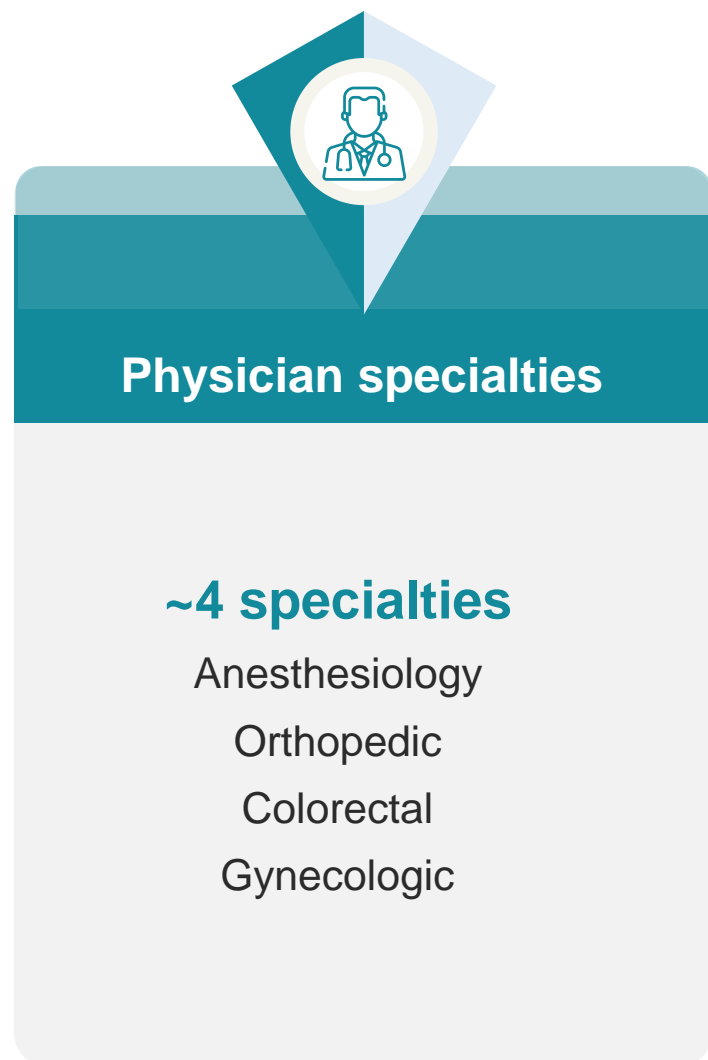 Physician specialties
~4 specialties
Anesthesiology
Orthopedic
Colorectal
Gynecologic